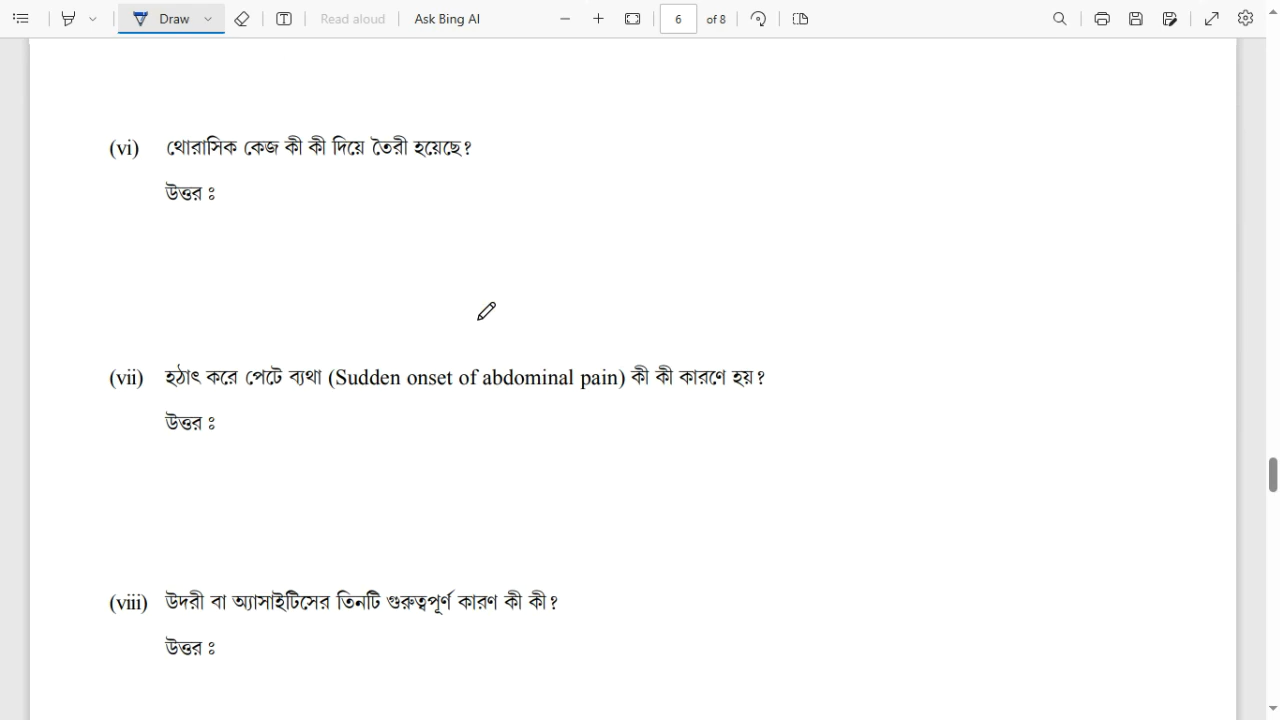 Draw Read aloud Ask Bing AI 6 of 8
(vi) থোরাসিক কেজ কী কী দিয়ে তৈরী হয়েছে?
উত্তর ঃ
(vii) হঠাৎ করে পেটে ব্যথা (Sudden onset of abdominal pain) কী কী কারণে হয়?
উত্তর ঃ
(viii) উদরী বা অ্যাসাইটিসের তিনটি গুরুত্বপূর্ণ কারণ কী কী?
উত্তর ঃ